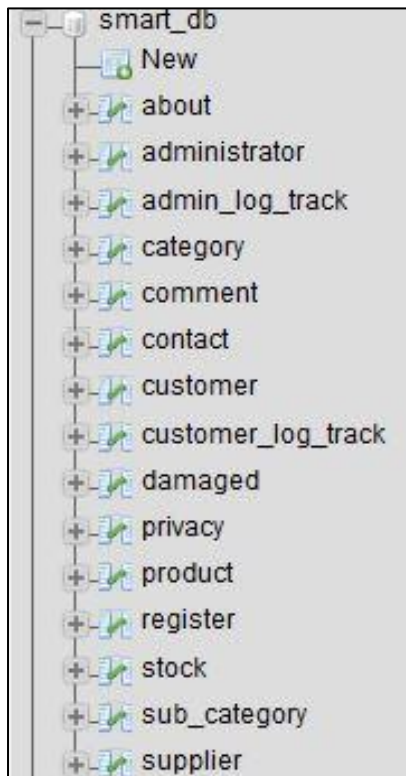 smart_db
New
about
administrator
admin_log_track
category
comment
contact
customer
customer_log_track
damaged
privacy
product
register
stock
sub_category
supplier